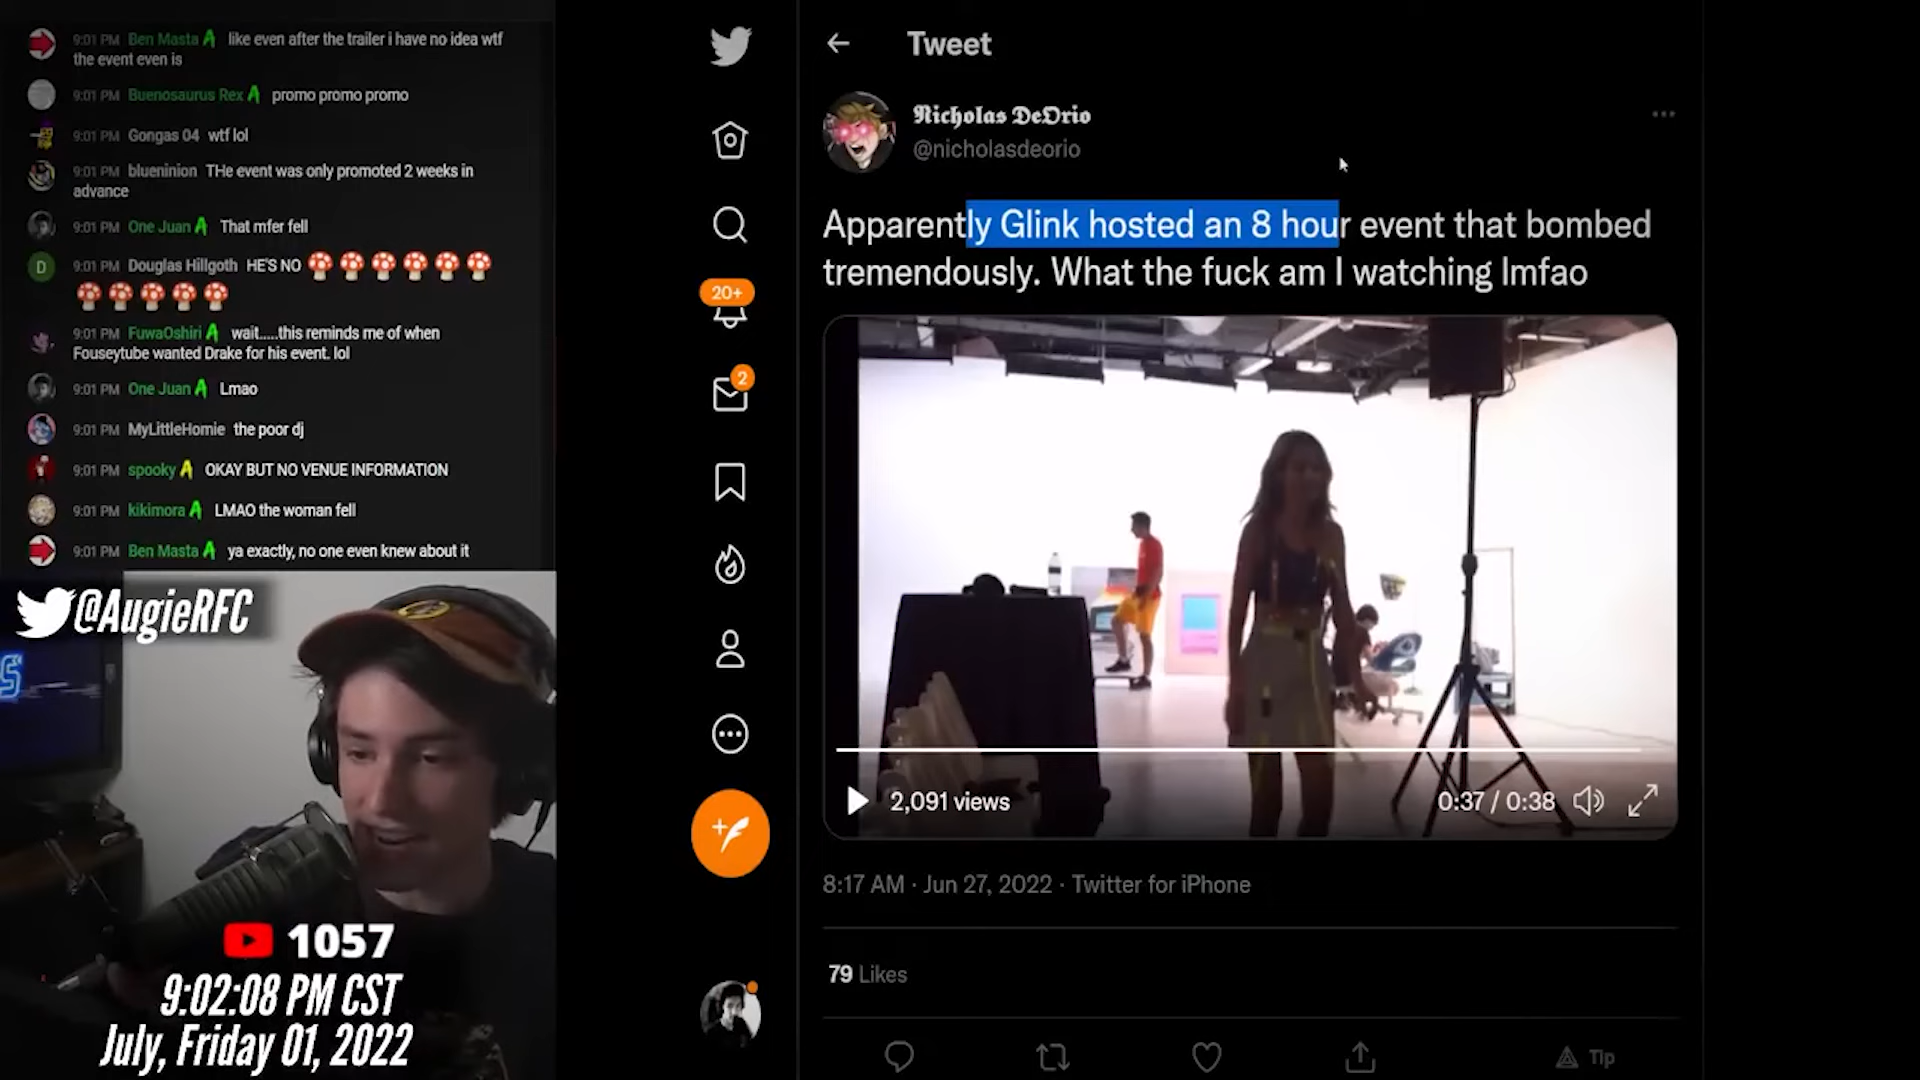 9:01 PM Ben Masta like even after the trailer i have no idea wtf
the event even is
9:01 PM Buenosaurus Rex promo promo promo
9:01 PM Gongas 04 wtf lol
9:01 PM blueninion THe event was only promoted 2 weeks in
advance
9:01 PM One Juan That mfer fell
D 9:01 PM Douglas Hillgoth HE'S NO 🍄🍄🍄🍄🍄🍄
🍄🍄🍄🍄🍄
9:01 PM FuwaOshiri wait.....this reminds me of when
Fouseytube wanted Drake for his event. lol
9:01 PM One Juan Lmao
9:01 PM MyLittleHomie the poor dj
9:01 PM spooky OKAY BUT NO VENUE INFORMATION
9:01 PM kikimora LMAO the woman fell
9:01 PM Ben Masta ya exactly, no one even knew about it
@AugieRFC
S
1057
9:02:08 PM CST
July, Friday 01, 2022
20+
2
Tweet
Nicholas DeOrio
@nicholasdeorio
Apparently Glink hosted an 8 hour event that bombed
tremendously. What the fuck am I watching lmfao
2,091 views
0:37 / 0:38
8:17 AM · Jun 27, 2022 · Twitter for iPhone
79 Likes
Tip